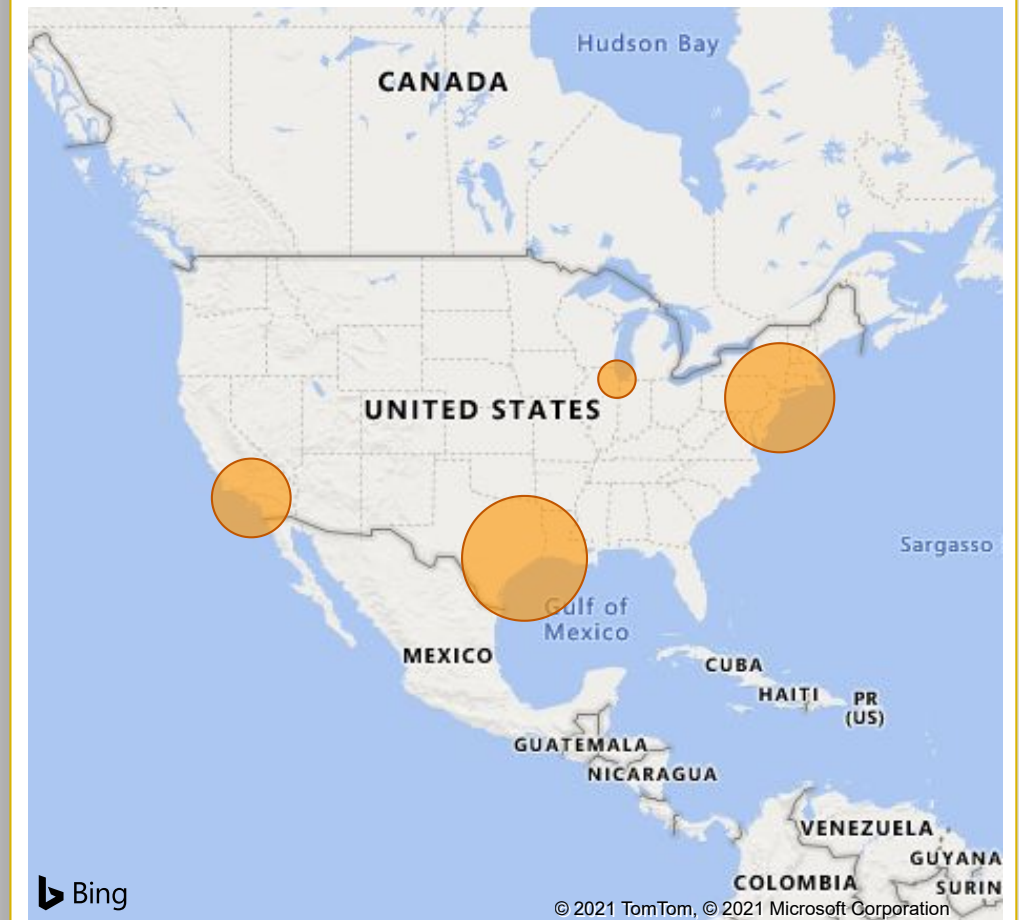 Hudson Bay
CANADA
UNITED STATES
Sargasso
Gulf of
Mexico
MEXICO
CUBA
HAITI
PR
(US)
GUATEMALA
NICARAGUA
VENEZUELA
GUYANA
COLOMBIA
SURIN
Bing
© 2021 TomTom, © 2021 Microsoft Corporation